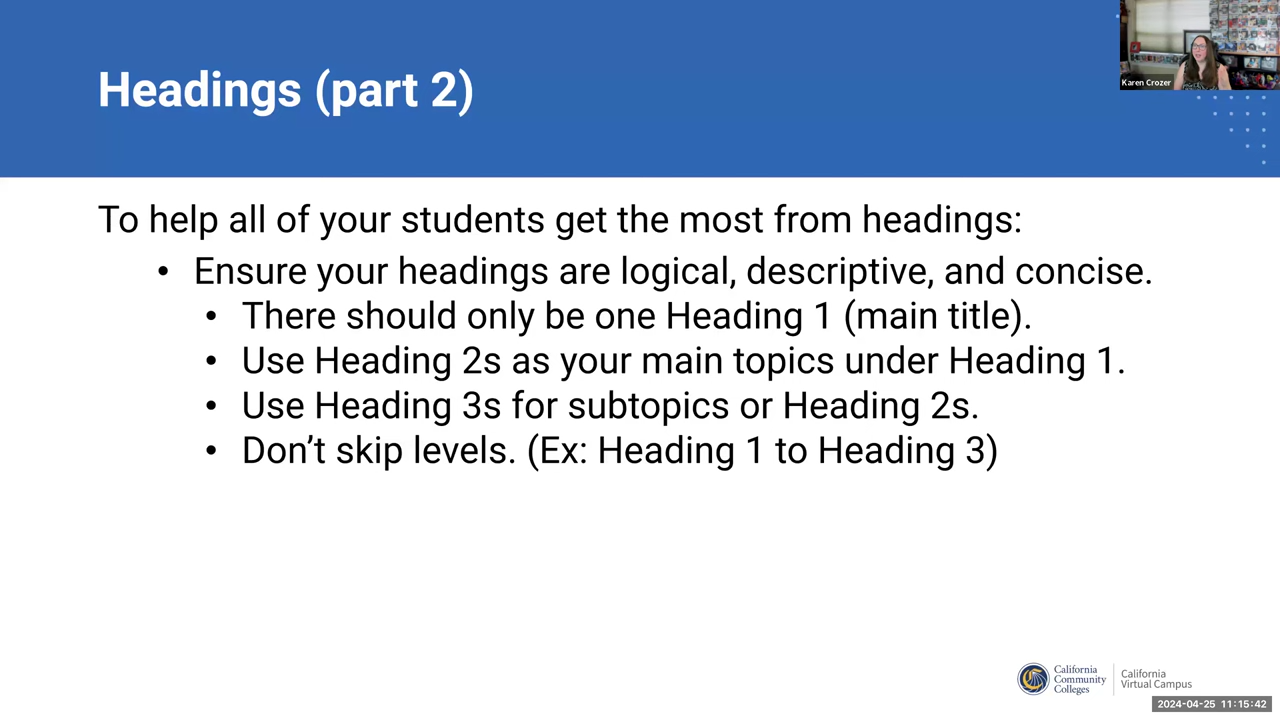 Headings (part 2)
Karen Crozer
To help all of your students get the most from headings:
• Ensure your headings are logical, descriptive, and concise.
• There should only be one Heading 1 (main title).
• Use Heading 2s as your main topics under Heading 1.
• Use Heading 3s for subtopics or Heading 2s.
• Don’t skip levels. (Ex: Heading 1 to Heading 3)
California
Community
Colleges
California
Virtual Campus
2024-04-25 11:15:42